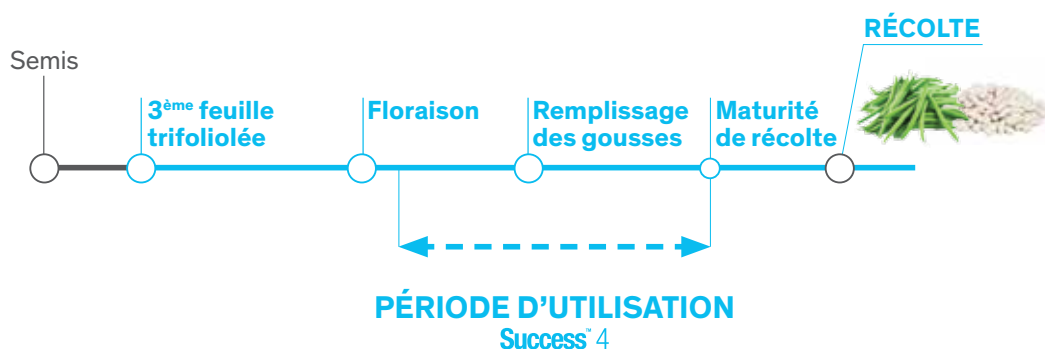 RÉCOLTE
Semis
3ème feuille
trifoliolée
Floraison
Remplissage
des gousses
Maturité
de récolte
PÉRIODE D'UTILISATION
Success™ 4